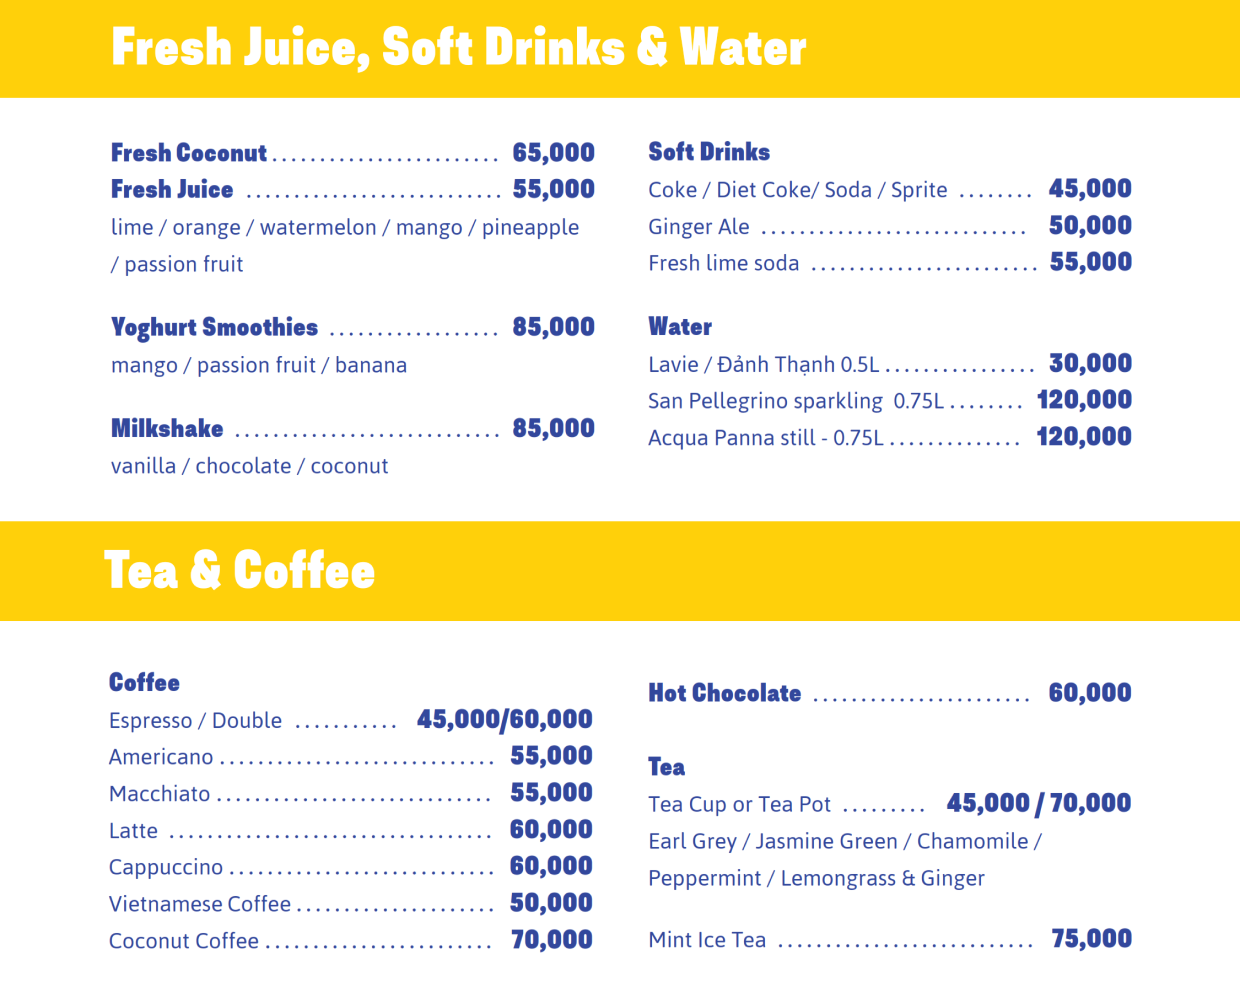 Fresh Juice, Soft Drinks & Water
Fresh Coconut ........................ 65,000
Fresh Juice ........................... 55,000
lime / orange / watermelon / mango / pineapple
/ passion fruit
Yoghurt Smoothies .................. 85,000
mango / passion fruit / banana
Milkshake ............................ 85,000
vanilla / chocolate / coconut
Soft Drinks
Coke / Diet Coke/ Soda / Sprite ........ 45,000
Ginger Ale ............................ 50,000
Fresh lime soda ........................ 55,000
Water
Lavie / Đảnh Thạnh 0.5L ................ 30,000
San Pellegrino sparkling 0.75L ........ 120,000
Acqua Panna still - 0.75L .............. 120,000
Tea & Coffee
Coffee
Espresso / Double ........... 45,000/60,000
Americano ............................. 55,000
Macchiato ............................. 55,000
Latte .................................. 60,000
Cappuccino ............................ 60,000
Vietnamese Coffee ..................... 50,000
Coconut Coffee ........................ 70,000
Hot Chocolate ....................... 60,000
Tea
Tea Cup or Tea Pot ......... 45,000 / 70,000
Earl Grey / Jasmine Green / Chamomile /
Peppermint / Lemongrass & Ginger
Mint Ice Tea ........................... 75,000